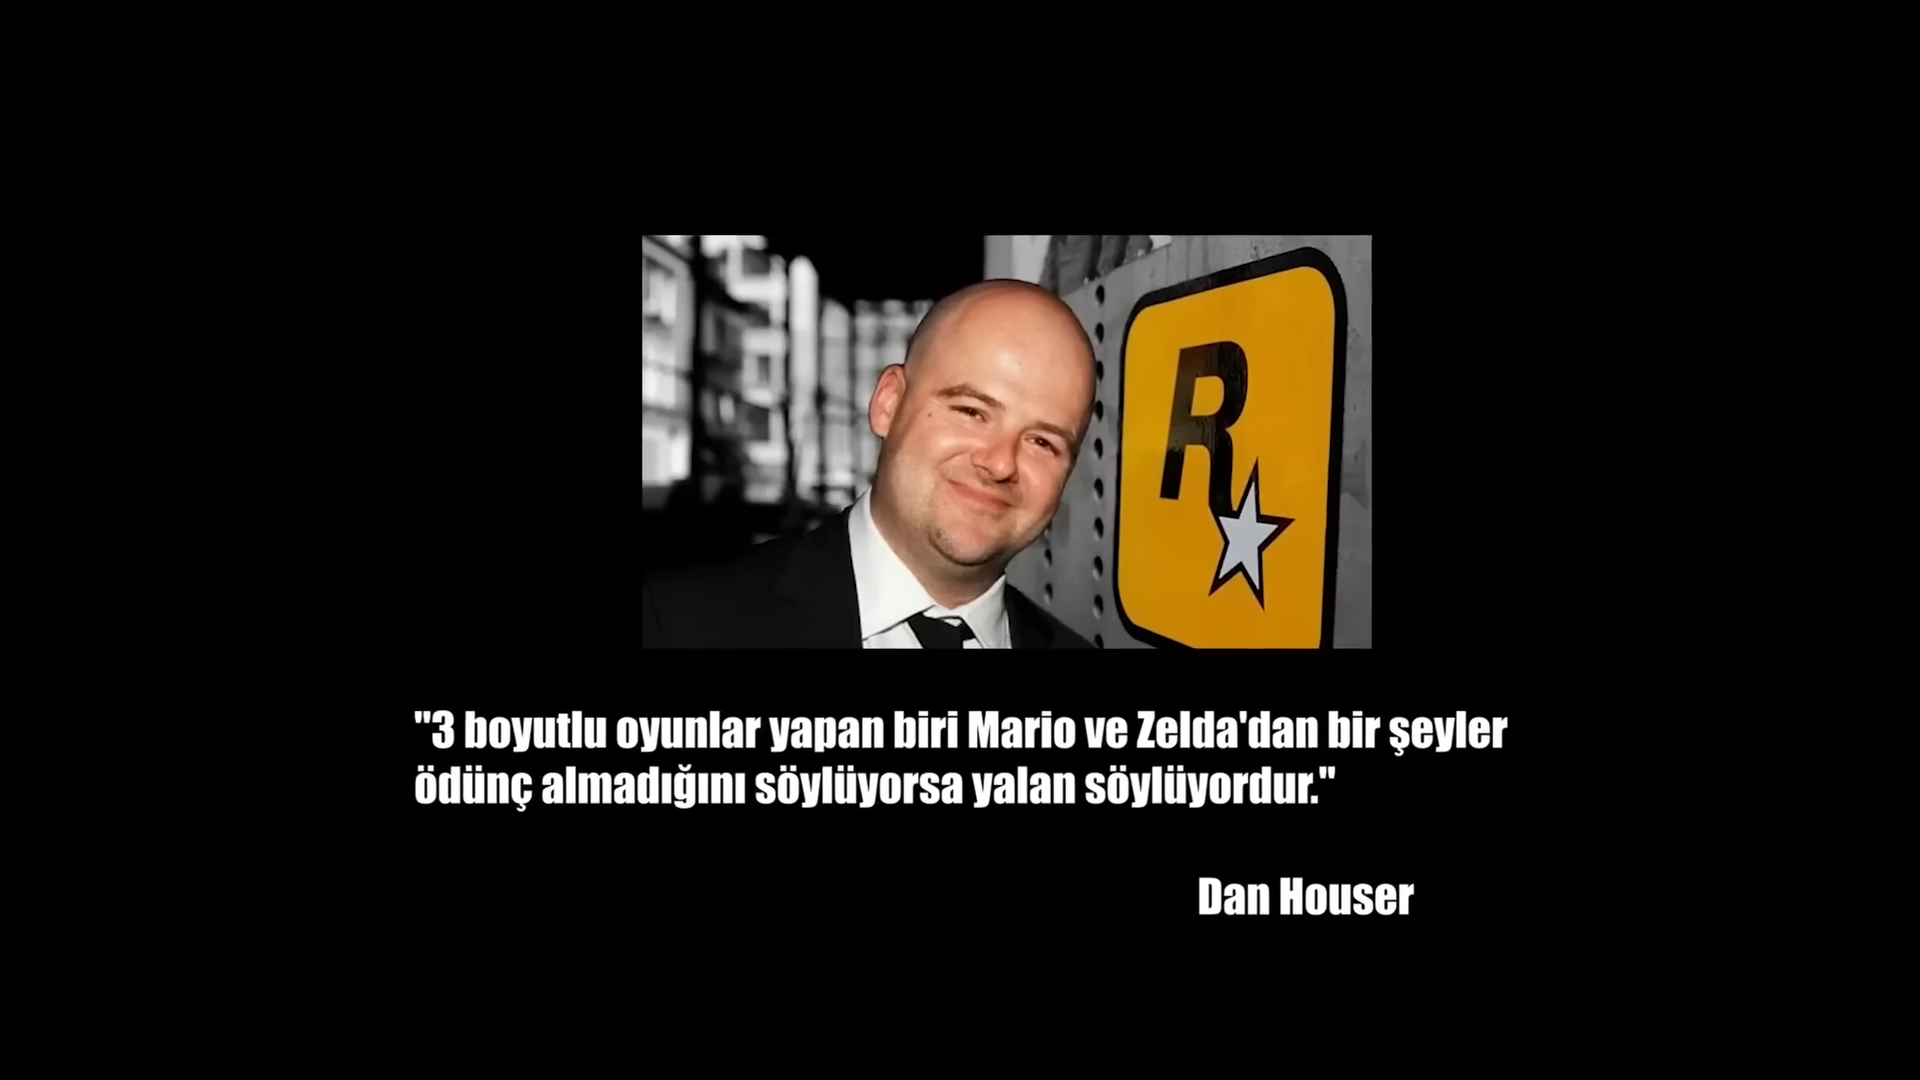 R
"3 boyutlu oyunlar yapan biri Mario ve Zelda'dan bir şeyler
ödünç almadığını söylüyorsa yalan söylüyordur."
Dan Houser